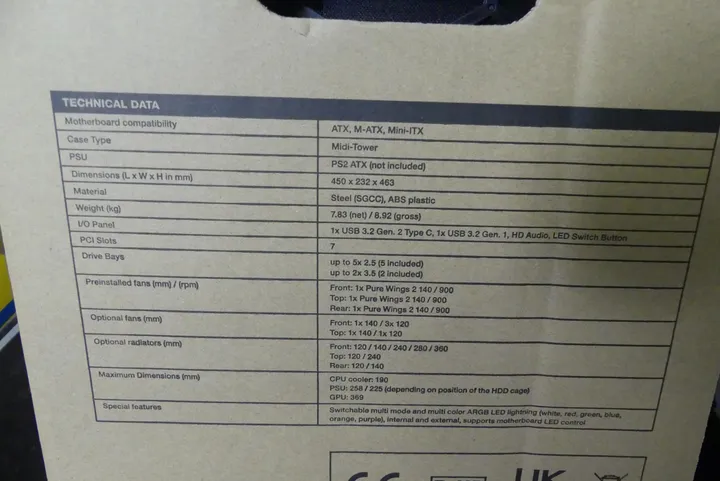 TECHNICAL DATA
Motherboard compatibility ATX, M-ATX, Mini-ITX
Case Type Midi-Tower
PSU PS2 ATX (not included)
Dimensions (L x W x H in mm) 450 x 232 x 463
Material Steel (SGCC), ABS plastic
Weight (kg) 7.83 (net) / 8.92 (gross)
I/O Panel 1x USB 3.2 Gen. 2 Type C, 1x USB 3.2 Gen. 1, HD Audio, LED Switch Button
PCI Slots 7
Drive Bays up to 5x 2.5 (5 included)
up to 2x 3.5 (2 included)
Preinstalled fans (mm) / (rpm) Front: 1x Pure Wings 2 140 / 900
Top: 1x Pure Wings 2 140 / 900
Rear: 1x Pure Wings 2 140 / 900
Optional fans (mm) Front: 1x 140 / 3x 120
Top: 1x 140 / 1x 120
Optional radiators (mm) Front: 120 / 140 / 240 / 280 / 360
Top: 120 / 240
Rear: 120 / 140
Maximum Dimensions (mm) CPU cooler: 190
PSU: 258 / 225 (depending on position of the HDD cage)
GPU: 369
Special features Switchable multi mode and multi color ARGB LED lightning (white, red, green, blue,
orange, purple), internal and external, supports motherboard LED control
CE UK